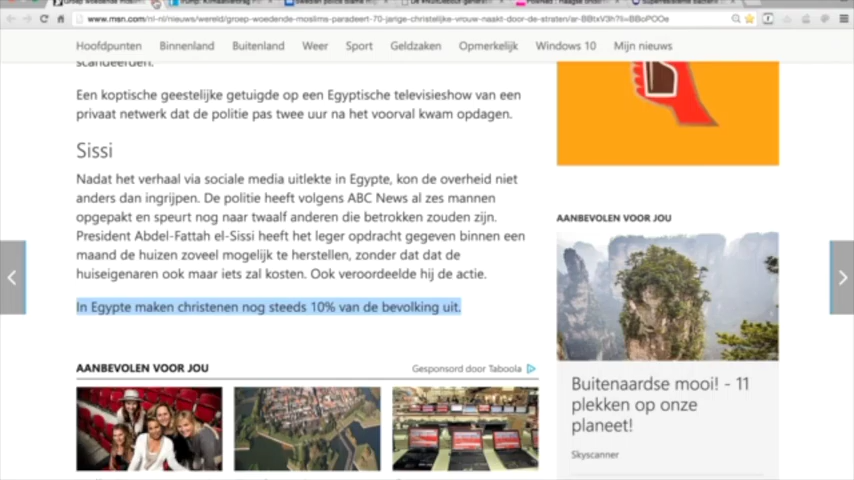 www.msn.com/nl-nl/nieuws/wereld/groep-woedende-moslims-paradeert-70-jarige-christelijke-vrouw-naakt-door-de-straten/ar-BBtxV3h?li=BBoPOOe
Hoofdpunten Binnenland Buitenland Weer Sport Geldzaken Opmerkelijk Windows 10 Mijn nieuws
scandeerden.
Een koptische geestelijke getuigde op een Egyptische televisieshow van een
privaat netwerk dat de politie pas twee uur na het voorval kwam opdagen.
Sissi
Nadat het verhaal via sociale media uitlekte in Egypte, kon de overheid niet
anders dan ingrijpen. De politie heeft volgens ABC News al zes mannen
opgepakt en speurt nog naar twaalf anderen die betrokken zouden zijn.
President Abdel-Fattah el-Sissi heeft het leger opdracht gegeven binnen een
maand de huizen zoveel mogelijk te herstellen, zonder dat dat de
huiseigenaren ook maar iets zal kosten. Ook veroordeelde hij de actie.
In Egypte maken christenen nog steeds 10% van de bevolking uit.
AANBEVOLEN VOOR JOU
Gesponsord door Taboola
AANBEVOLEN VOOR JOU
Buitenaardse mooi! - 11
plekken op onze
planeet!
Skyscanner